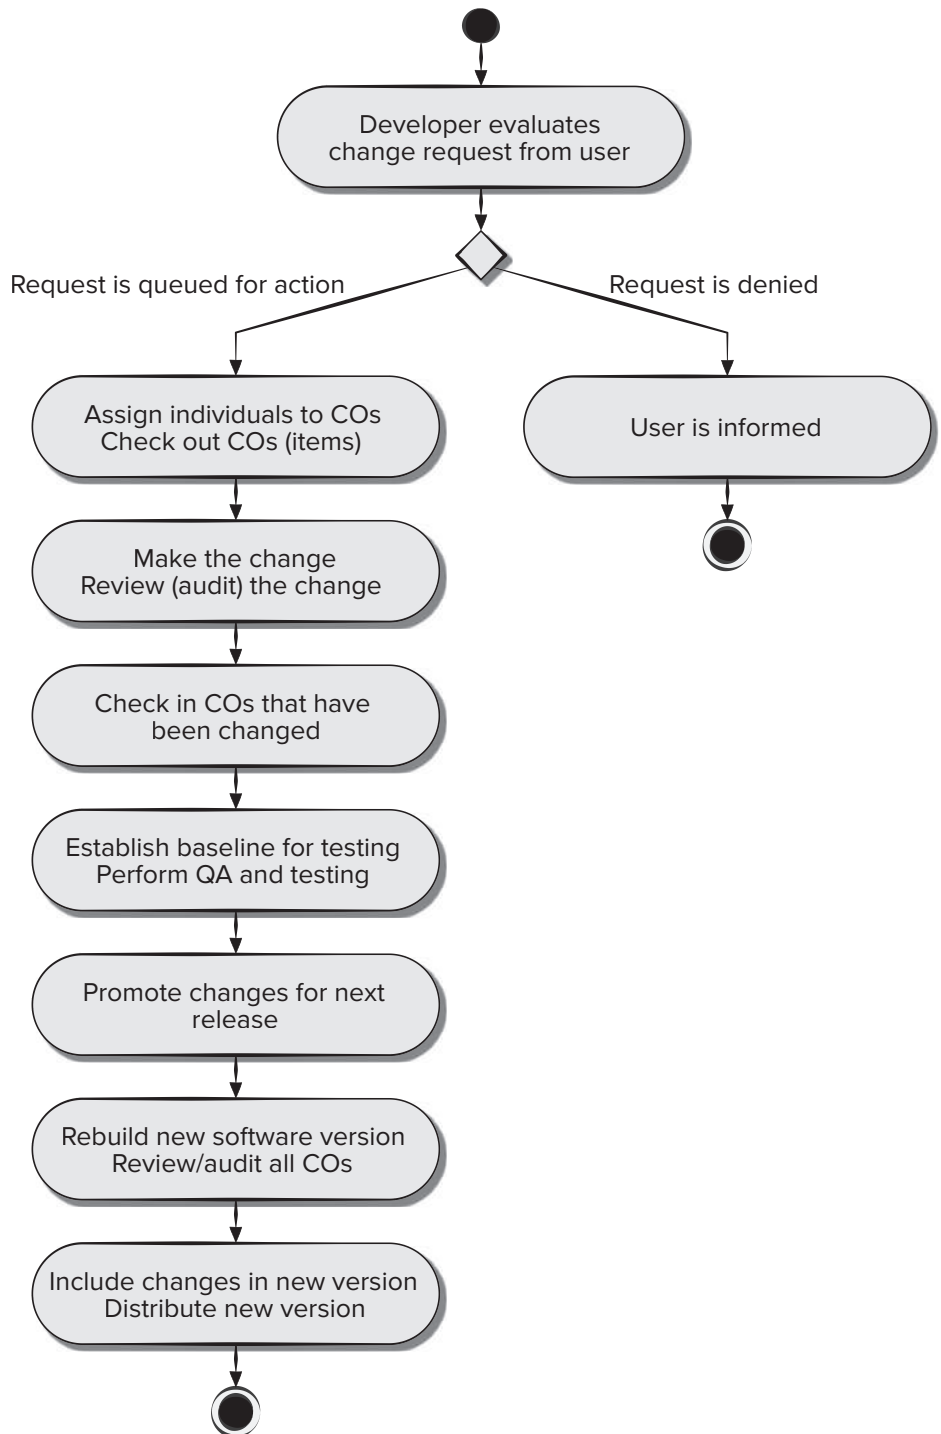 Developer evaluates
change request from user
Request is queued for action
Request is denied
Assign individuals to COs
Check out COs (items)
User is informed
Make the change
Review (audit) the change
Check in COs that have
been changed
Establish baseline for testing
Perform QA and testing
Promote changes for next
release
Rebuild new software version
Review/audit all COs
Include changes in new version
Distribute new version